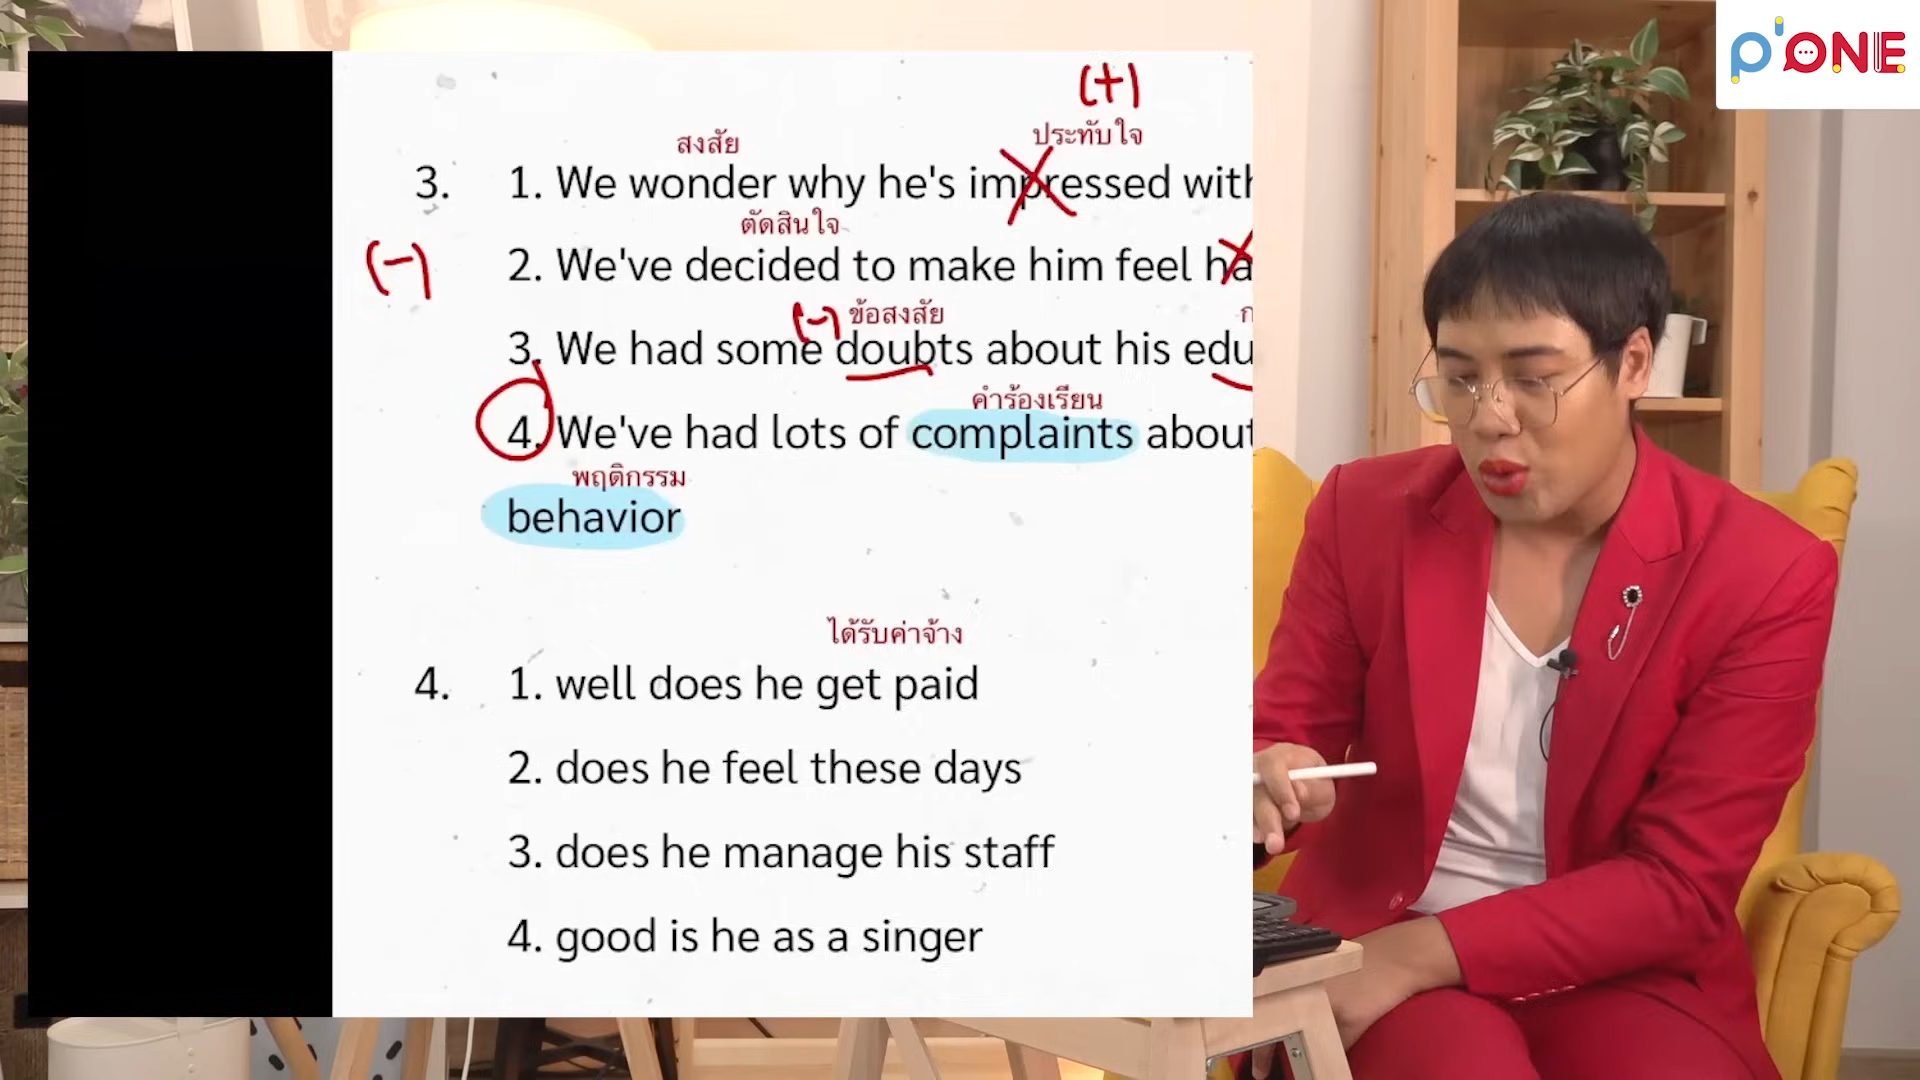 P'ONE
(+)
สงสัย ประทับใจ
3. 1. We wonder why he's impressed with
ตัดสินใจ
(-) 2. We've decided to make him feel ha
(-) ข้อสงสัย ก
3. We had some doubts about his edu
คำร้องเรียน
4. We've had lots of complaints about
พฤติกรรม
behavior
ได้รับค่าจ้าง
4. 1. well does he get paid
2. does he feel these days
3. does he manage his staff
4. good is he as a singer